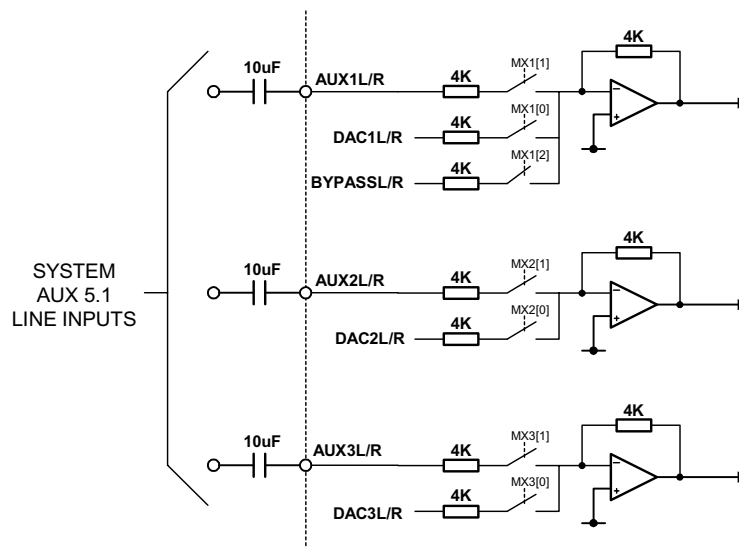 10uF
AUX1L/R
4K
MX1[1]
4K
DAC1L/R
4K
MX1[0]
BYPASSL/R
4K
MX1[2]
SYSTEM
AUX 5.1
LINE INPUTS
10uF
AUX2L/R
4K
MX2[1]
4K
DAC2L/R
4K
MX2[0]
10uF
AUX3L/R
4K
MX3[1]
4K
DAC3L/R
4K
MX3[0]